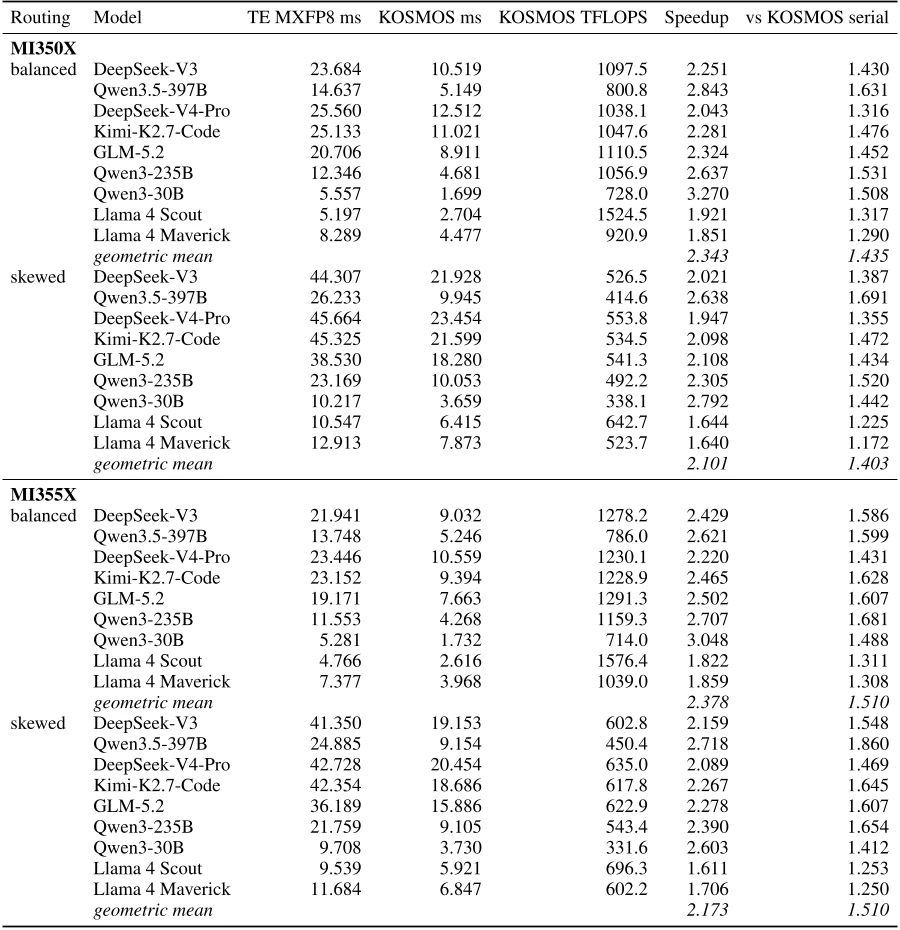 Routing Model TE MXFP8 ms KOSMOS ms KOSMOS TFLOPS Speedup vs KOSMOS serial
MI350X
balanced DeepSeek-V3 23.684 10.519 1097.5 2.251 1.430
Qwen3.5-397B 14.637 5.149 800.8 2.843 1.631
DeepSeek-V4-Pro 25.560 12.512 1038.1 2.043 1.316
Kimi-K2.7-Code 25.133 11.021 1047.6 2.281 1.476
GLM-5.2 20.706 8.911 1110.5 2.324 1.452
Qwen3-235B 12.346 4.681 1056.9 2.637 1.531
Qwen3-30B 5.557 1.699 728.0 3.270 1.508
Llama 4 Scout 5.197 2.704 1524.5 1.921 1.317
Llama 4 Maverick 8.289 4.477 920.9 1.851 1.290
geometric mean 2.343 1.435
skewed DeepSeek-V3 44.307 21.928 526.5 2.021 1.387
Qwen3.5-397B 26.233 9.945 414.6 2.638 1.691
DeepSeek-V4-Pro 45.664 23.454 553.8 1.947 1.355
Kimi-K2.7-Code 45.325 21.599 534.5 2.098 1.472
GLM-5.2 38.530 18.280 541.3 2.108 1.434
Qwen3-235B 23.169 10.053 492.2 2.305 1.520
Qwen3-30B 10.217 3.659 338.1 2.792 1.442
Llama 4 Scout 10.547 6.415 642.7 1.644 1.225
Llama 4 Maverick 12.913 7.873 523.7 1.640 1.172
geometric mean 2.101 1.403
MI355X
balanced DeepSeek-V3 21.941 9.032 1278.2 2.429 1.586
Qwen3.5-397B 13.748 5.246 786.0 2.621 1.599
DeepSeek-V4-Pro 23.446 10.559 1230.1 2.220 1.431
Kimi-K2.7-Code 23.152 9.394 1228.9 2.465 1.628
GLM-5.2 19.171 7.663 1291.3 2.502 1.607
Qwen3-235B 11.553 4.268 1159.3 2.707 1.681
Qwen3-30B 5.281 1.732 714.0 3.048 1.488
Llama 4 Scout 4.766 2.616 1576.4 1.822 1.311
Llama 4 Maverick 7.377 3.968 1039.0 1.859 1.308
geometric mean 2.378 1.510
skewed DeepSeek-V3 41.350 19.153 602.8 2.159 1.548
Qwen3.5-397B 24.885 9.154 450.4 2.718 1.860
DeepSeek-V4-Pro 42.728 20.454 635.0 2.089 1.469
Kimi-K2.7-Code 42.354 18.686 617.8 2.267 1.645
GLM-5.2 36.189 15.886 622.9 2.278 1.607
Qwen3-235B 21.759 9.105 543.4 2.390 1.654
Qwen3-30B 9.708 3.730 331.6 2.603 1.412
Llama 4 Scout 9.539 5.921 696.3 1.611 1.253
Llama 4 Maverick 11.684 6.847 602.2 1.706 1.250
geometric mean 2.173 1.510